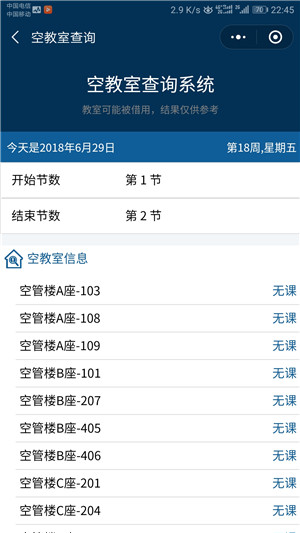 中国电信
中国移动
2.9 K/s 70 22:45
空教室查询
空教室查询系统
教室可能被借用，结果仅供参考
今天是2018年6月29日 第18周,星期五
开始节数 第 1 节
结束节数 第 2 节
空教室信息
空管楼A座-103 无课
空管楼A座-108 无课
空管楼A座-109 无课
空管楼B座-101 无课
空管楼B座-207 无课
空管楼B座-405 无课
空管楼B座-406 无课
空管楼C座-201 无课
空管楼C座-204 无课